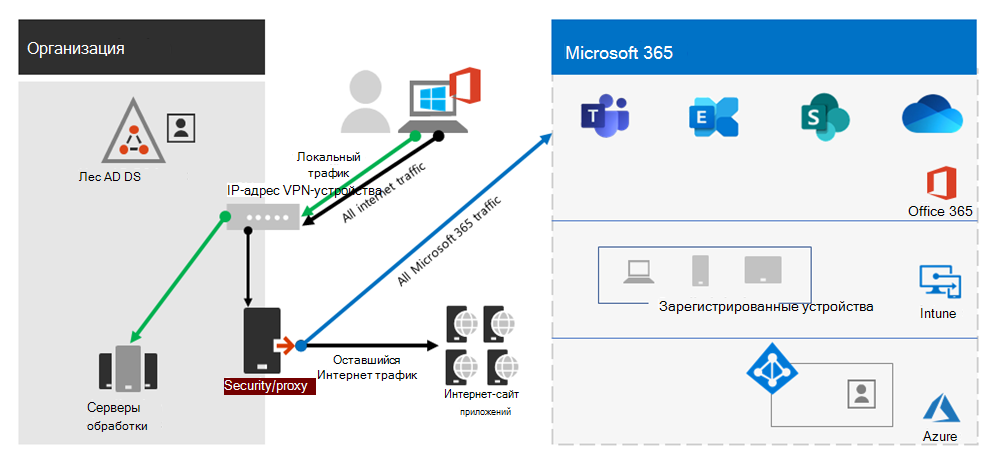 Организация
Microsoft 365
Лес AD DS
Локальный
трафик
IP-адрес VPN-устройства
All internet traffic
All Microsoft 365 traffic
T
E
S
Office 365
Зарегистрированные устройства
Intune
Security/proxy
Оставшийся
Интернет трафик
Интернет-сайт
приложений
Серверы
обработки
Azure